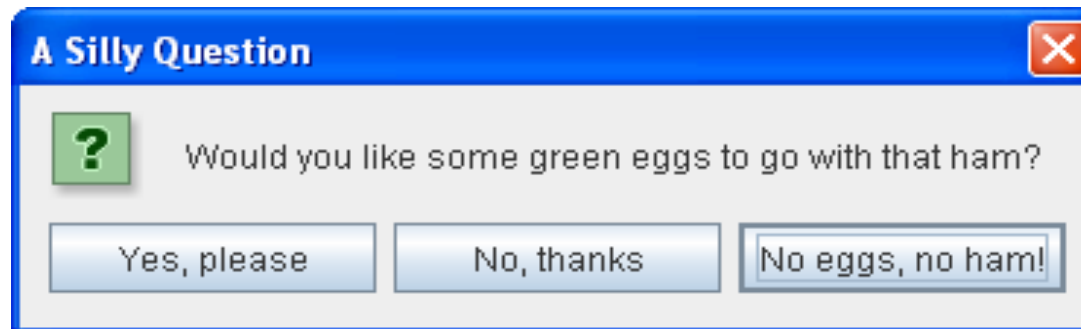 A Silly Question
?
Would you like some green eggs to go with that ham?
Yes, please
No, thanks
No eggs, no ham!